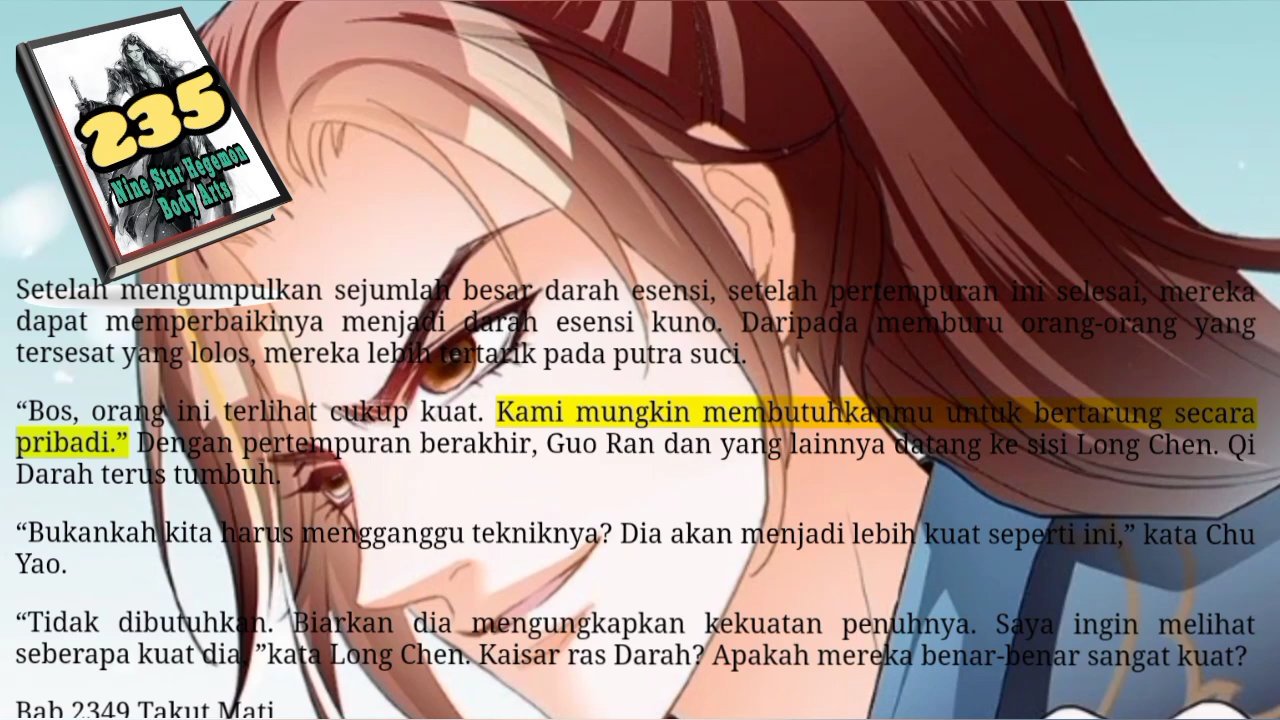 235
Nine Star Hegemon
Body Arts
Setelah mengumpulkan sejumlah besar darah esensi, setelah pertempuran ini selesai, mereka
dapat memperbaikinya menjadi darah esensi kuno. Daripada memburu orang-orang yang
tersesat yang lolos, mereka lebih tertarik pada putra suci.
“Bos, orang ini terlihat cukup kuat. Kami mungkin membutuhkanmu untuk bertarung secara
pribadi.” Dengan pertempuran berakhir, Guo Ran dan yang lainnya datang ke sisi Long Chen. Qi
Darah terus tumbuh.
“Bukankah kita harus mengganggu tekniknya? Dia akan menjadi lebih kuat seperti ini,” kata Chu
Yao.
“Tidak dibutuhkan. Biarkan dia mengungkapkan kekuatan penuhnya. Saya ingin melihat
seberapa kuat dia, ”kata Long Chen. Kaisar ras Darah? Apakah mereka benar-benar sangat kuat?
Bab 2349 Takut Mati